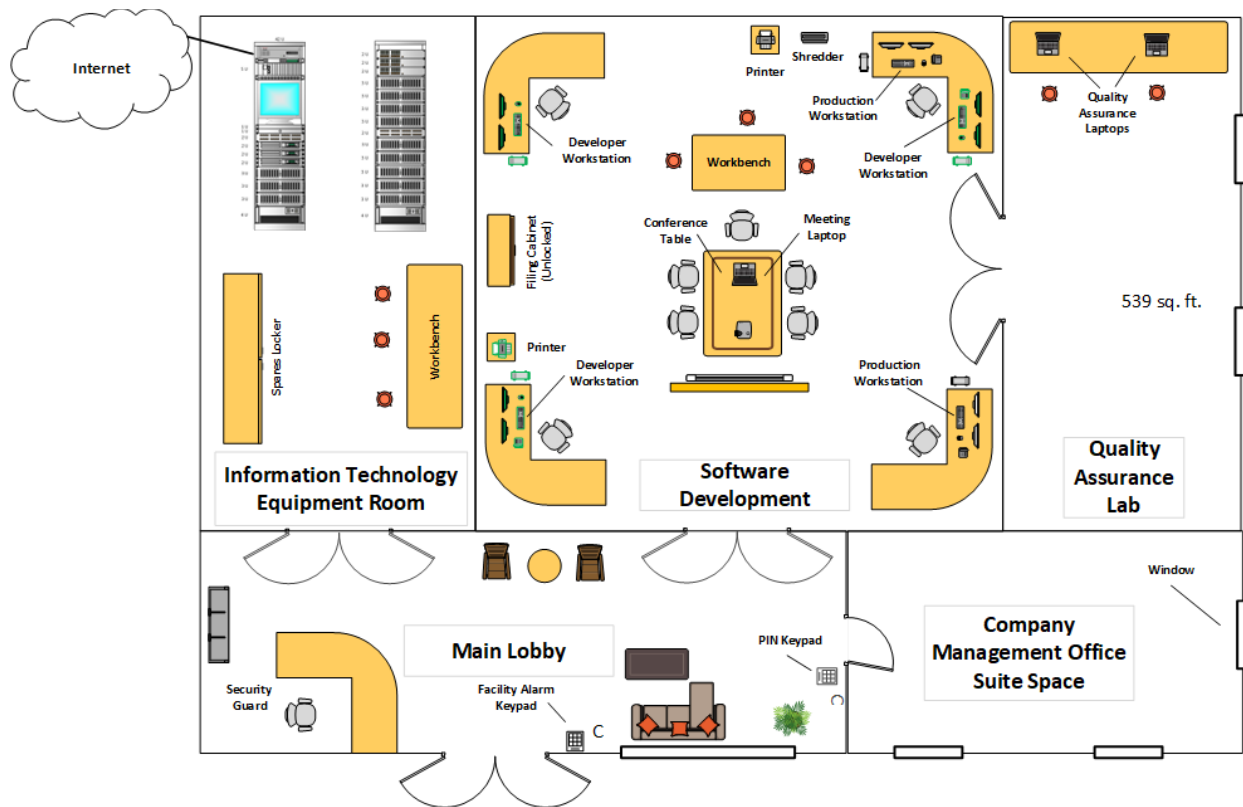 Internet
Printer
Shredder
Production
Workstation
Quality
Assurance
Laptops
Developer
Workstation
Workbench
Developer
Workstation
Conference
Table
Meeting
Laptop
Filing Cabinet
(Unlocked)
539 sq. ft.
Spares Locker
Workbench
Printer
Developer
Workstation
Production
Workstation
Information Technology
Equipment Room
Software
Development
Quality
Assurance
Lab
Window
Main Lobby
PIN Keypad
C
Company
Management Office
Suite Space
Security
Guard
Facility Alarm
Keypad
C